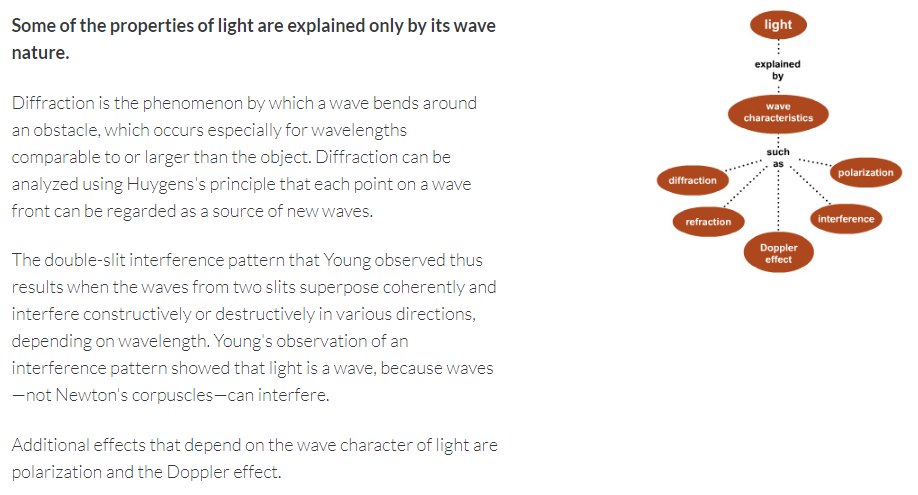 Some of the properties of light are explained only by its wave
nature.
Diffraction is the phenomenon by which a wave bends around
an obstacle, which occurs especially for wavelengths
comparable to or larger than the object. Diffraction can be
analyzed using Huygens's principle that each point on a wave
front can be regarded as a source of new waves.
The double-slit interference pattern that Young observed thus
results when the waves from two slits superpose coherently and
interfere constructively or destructively in various directions,
depending on wavelength. Young's observation of an
interference pattern showed that light is a wave, because waves
—not Newton's corpuscles—can interfere.
Additional effects that depend on the wave character of light are
polarization and the Doppler effect.
light
explained
by
wave
characteristics
such
as
diffraction
refraction
Doppler
effect
interference
polarization